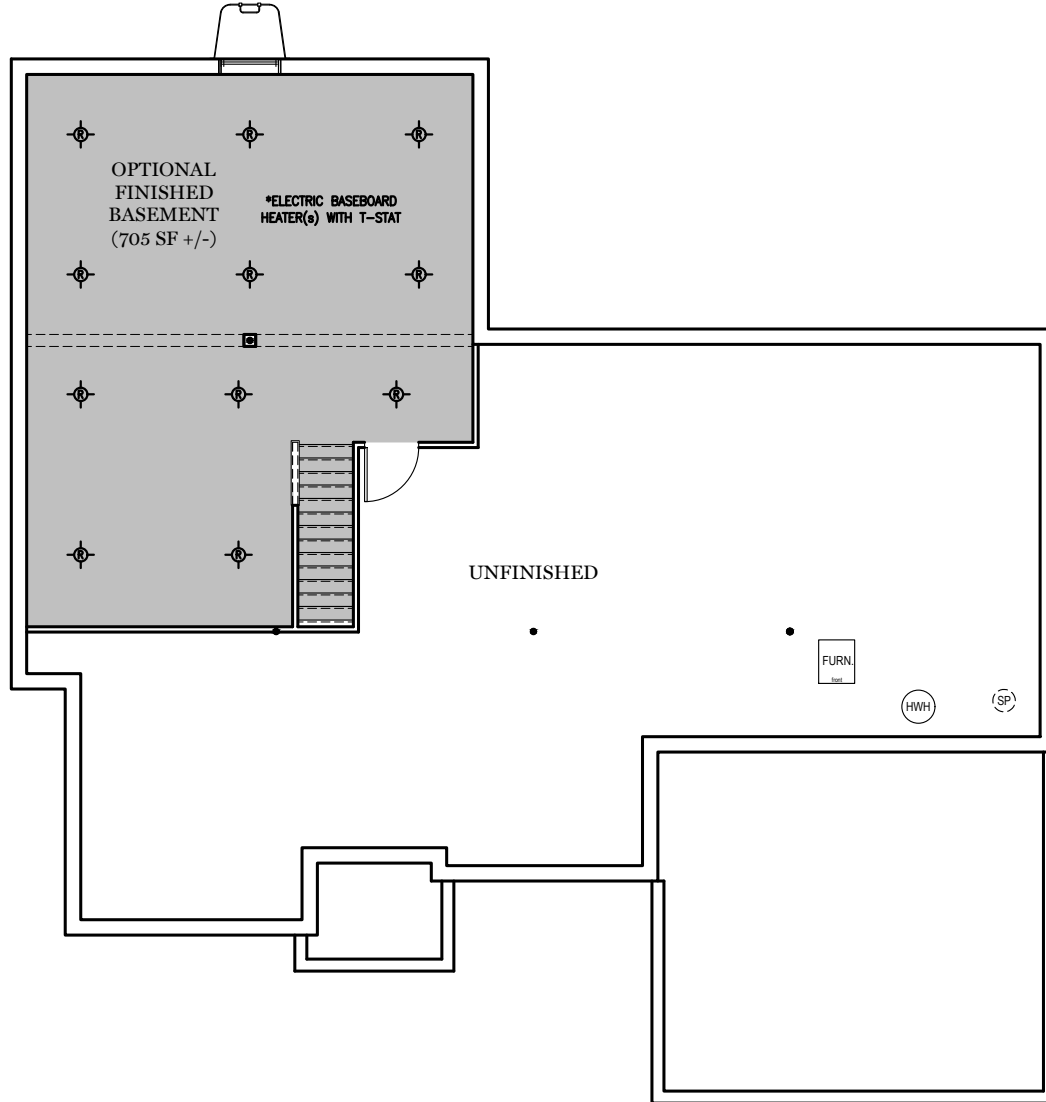 R
R
R
OPTIONAL
FINISHED
BASEMENT
(705 SF +/-)
*ELECTRIC BASEBOARD
HEATER(s) WITH T-STAT
R
R
R
R
R
R
R
R
UNFINISHED
FURN.
front
HWH
SP